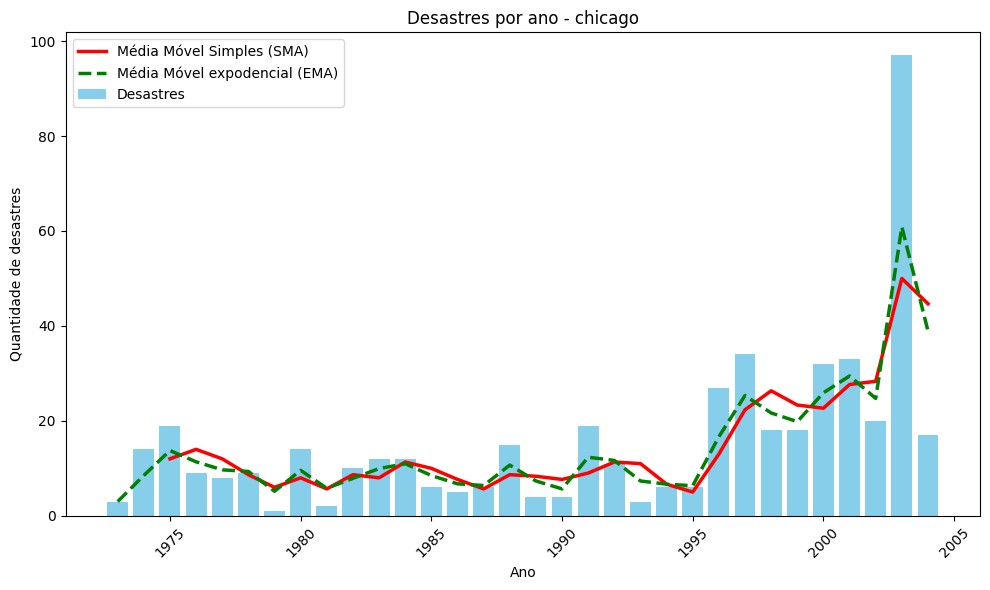 Desastres por ano - chicago
Média Móvel Simples (SMA)
Média Móvel expodencial (EMA)
Desastres
Quantidade de desastres
100
80
60
40
20
0
1975
1980
1985
1990
1995
2000
2005
Ano